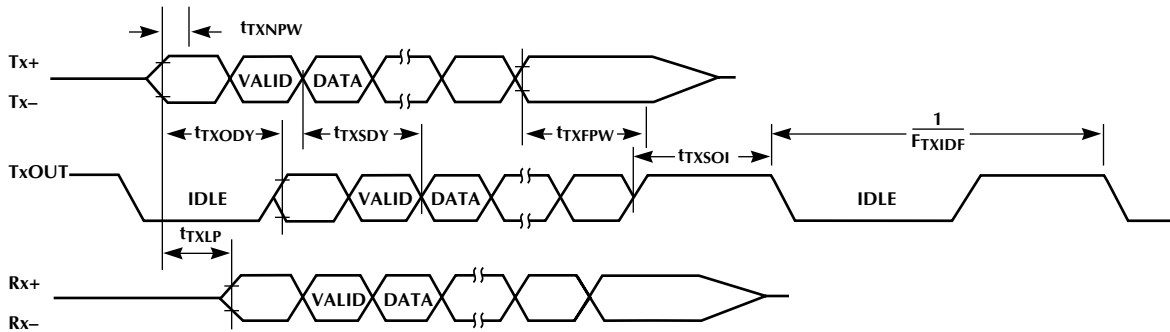 tTXNPW
Tx+
VALID DATA
Tx–
tTXODY tTXSDY tTXFPW 1
FTXIDF
tTXSOI
TxOUT
IDLE VALID DATA IDLE
tTXLP
Rx+
VALID DATA
Rx–